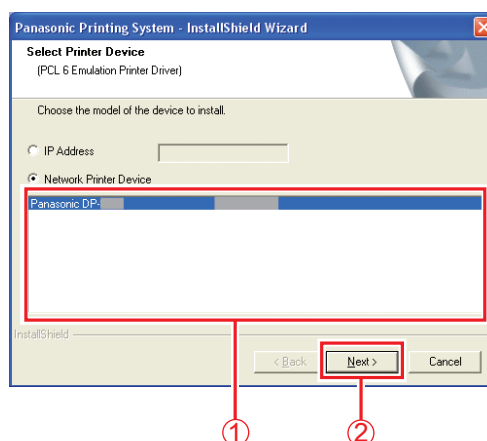 Panasonic Printing System - InstallShield Wizard
Select Printer Device
(PCL 6 Emulation Printer Driver)
Choose the model of the device to install.
IP Address
Network Printer Device
Panasonic DP-
InstallShield
< Back Next > Cancel
① ②